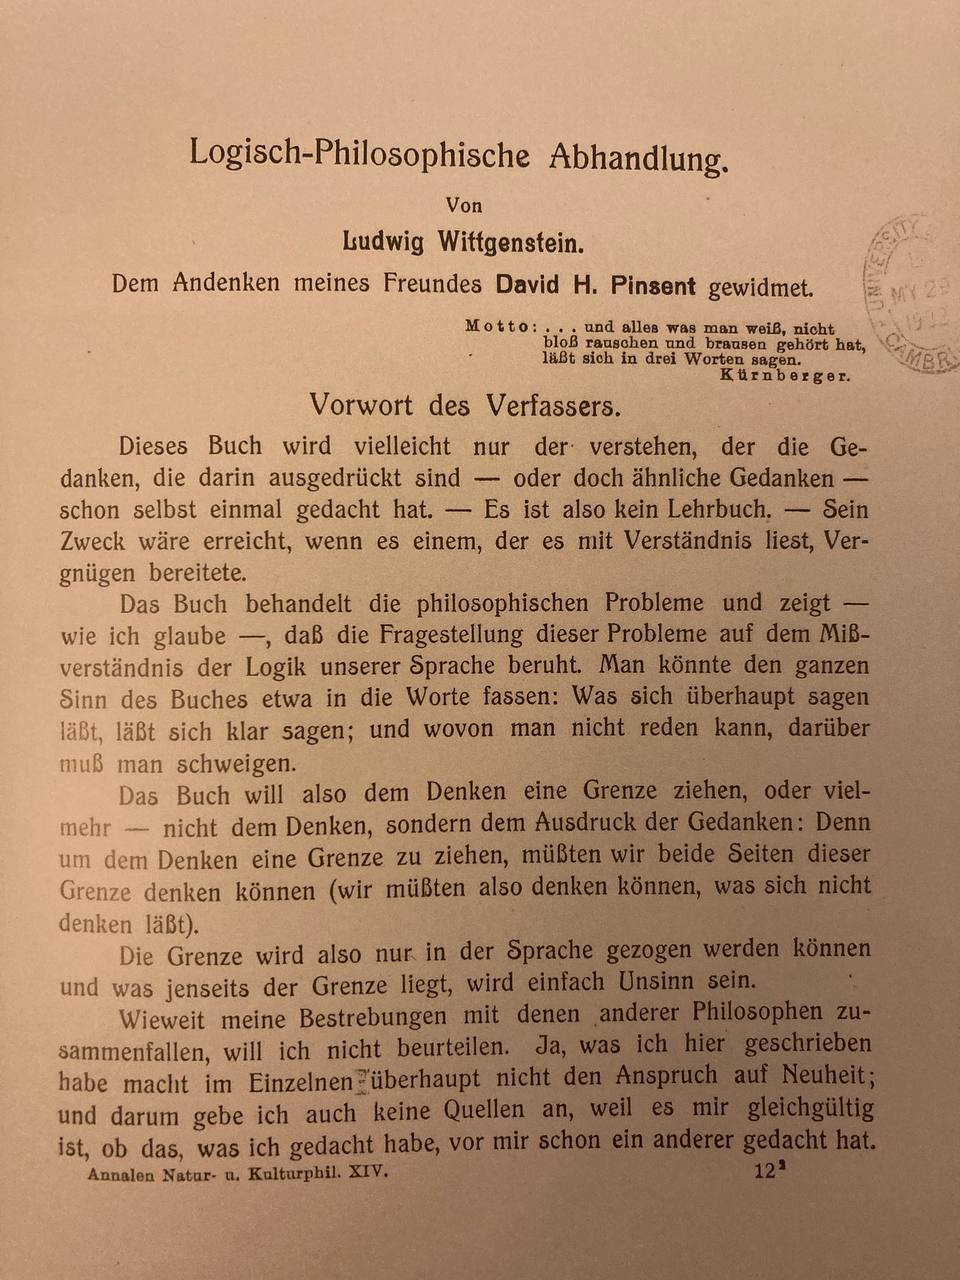 Logisch-Philosophische Abhandlung.
Von
Ludwig Wittgenstein.
Dem Andenken meines Freundes David H. Pinsent gewidmet.
Motto: . . . und alles was man weiß, nicht
bloß rauschen und brausen gehört hat,
läßt sich in drei Worten sagen.
Kürnberger.
Vorwort des Verfassers.
Dieses Buch wird vielleicht nur der verstehen, der die Ge-
danken, die darin ausgedrückt sind — oder doch ähnliche Gedanken —
schon selbst einmal gedacht hat. — Es ist also kein Lehrbuch. — Sein
Zweck wäre erreicht, wenn es einem, der es mit Verständnis liest, Ver-
gnügen bereitete.
Das Buch behandelt die philosophischen Probleme und zeigt —
wie ich glaube —, daß die Fragestellung dieser Probleme auf dem Miß-
verständnis der Logik unserer Sprache beruht. Man könnte den ganzen
Sinn des Buches etwa in die Worte fassen: Was sich überhaupt sagen
läßt, läßt sich klar sagen; und wovon man nicht reden kann, darüber
muß man schweigen.
Das Buch will also dem Denken eine Grenze ziehen, oder viel-
mehr — nicht dem Denken, sondern dem Ausdruck der Gedanken: Denn
um dem Denken eine Grenze zu ziehen, müßten wir beide Seiten dieser
Grenze denken können (wir müßten also denken können, was sich nicht
denken läßt).
Die Grenze wird also nur in der Sprache gezogen werden können
und was jenseits der Grenze liegt, wird einfach Unsinn sein.
Wieweit meine Bestrebungen mit denen anderer Philosophen zu-
sammenfallen, will ich nicht beurteilen. Ja, was ich hier geschrieben
habe macht im Einzelnen überhaupt nicht den Anspruch auf Neuheit;
und darum gebe ich auch keine Quellen an, weil es mir gleichgültig
ist, ob das, was ich gedacht habe, vor mir schon ein anderer gedacht hat.
Annalen Natur- u. Kulturphil. XIV. 12²